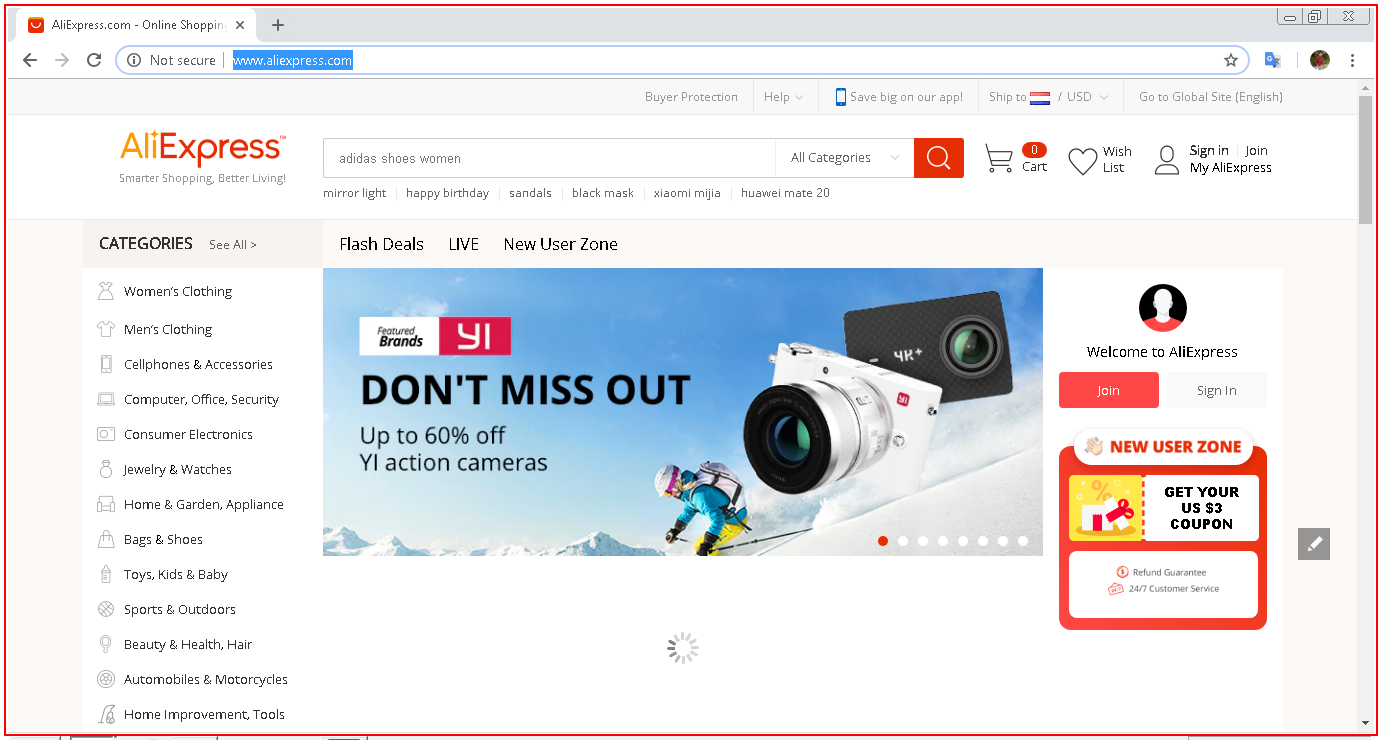 AliExpress.com - Online Shopping
Not secure
www.aliexpress.com
Buyer Protection
Help
Save big on our app!
Ship to / USD
Go to Global Site (English)
AliExpress™
Smarter Shopping, Better Living!
adidas shoes women
All Categories
0
Cart
Wish
List
Sign in
Join
My AliExpress
mirror light
happy birthday
sandals
black mask
xiaomi mijia
huawei mate 20
CATEGORIES
See All >
Flash Deals
LIVE
New User Zone
Women's Clothing
Men's Clothing
Cellphones & Accessories
Computer, Office, Security
Consumer Electronics
Jewelry & Watches
Home & Garden, Appliance
Bags & Shoes
Toys, Kids & Baby
Sports & Outdoors
Beauty & Health, Hair
Automobiles & Motorcycles
Home Improvement, Tools
Featured
Brands
YI
DON'T MISS OUT
Up to 60% off
YI action cameras
4K+
YI
Welcome to AliExpress
Join
Sign In
NEW USER ZONE
GET YOUR
US $3
COUPON
Refund Guarantee
24/7 Customer Service